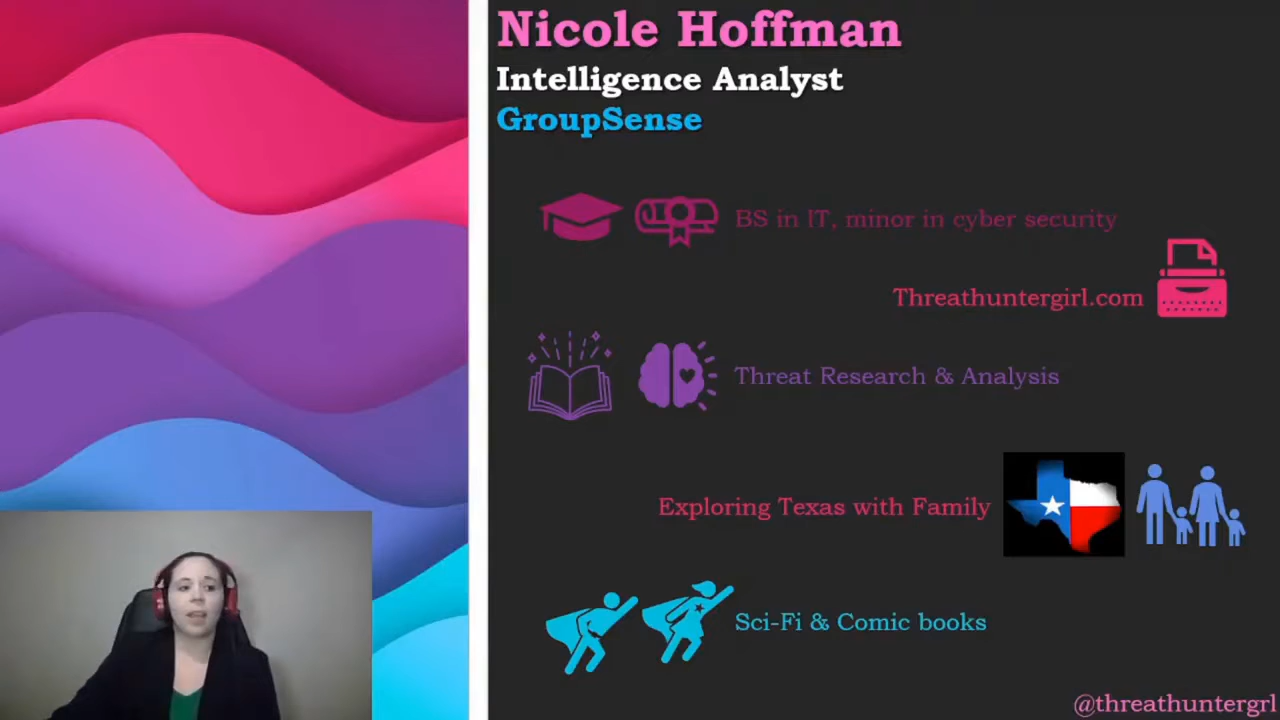 Nicole Hoffman
Intelligence Analyst
GroupSense
BS in IT, minor in cyber security
Threathuntergirl.com
Threat Research & Analysis
Exploring Texas with Family
Sci-Fi & Comic books
@threathuntergrl